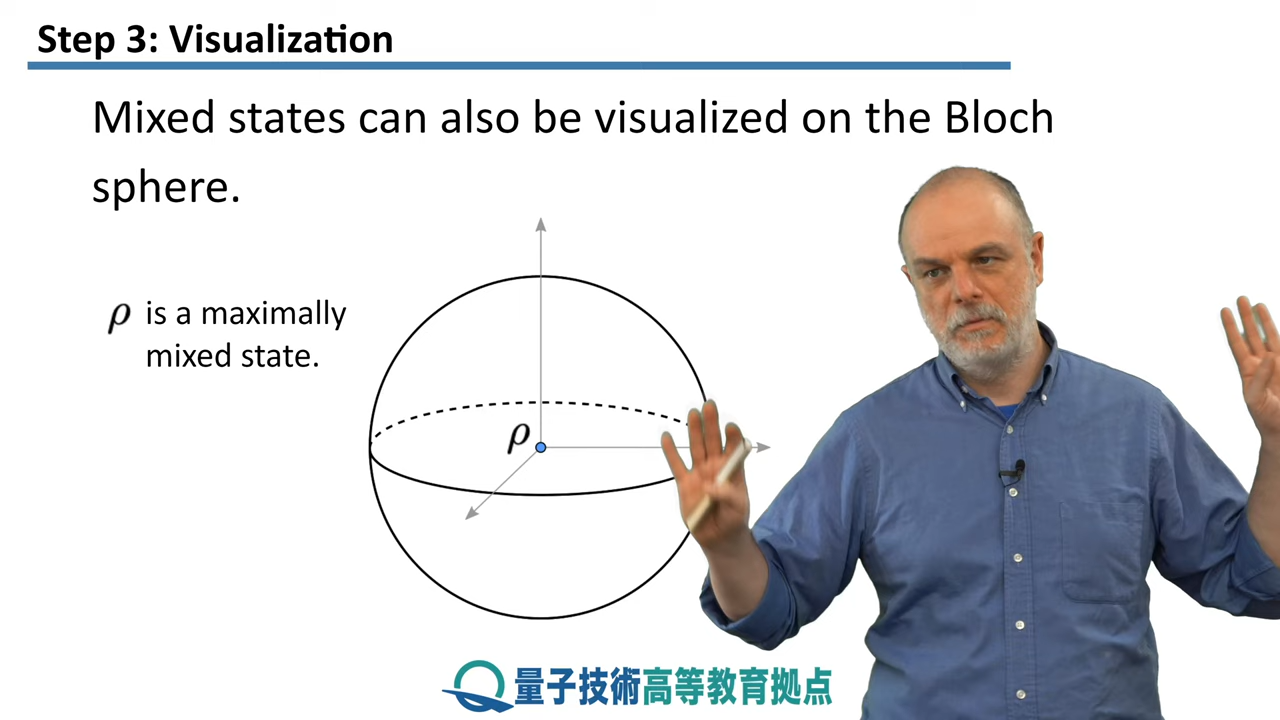 Step 3: Visualization
Mixed states can also be visualized on the Bloch
sphere.
ρ is a maximally
mixed state.
ρ
量子技術高等教育拠点